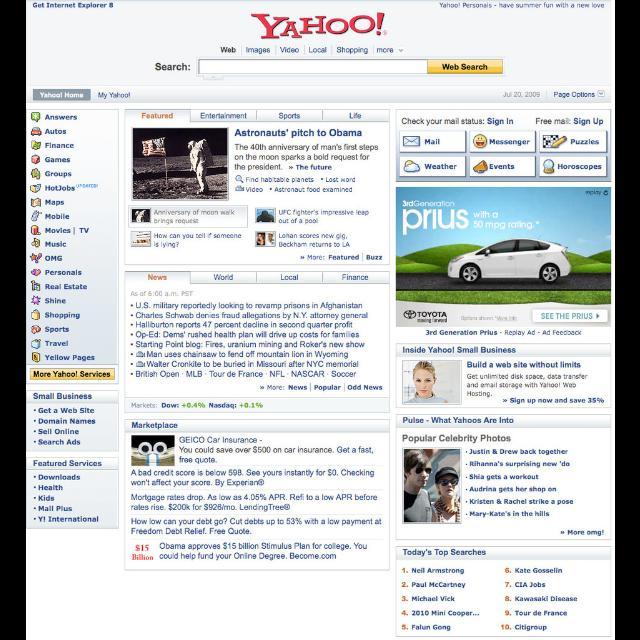 Get Internet Explorer 8
Yahoo! Personals - have summer fun with a new love
YAHOO!
Web Images Video Local Shopping more
Search: Web Search
Yahoo! Home My Yahoo! Jul 20, 2009 Page Options
Answers
Autos
Finance
Games
Groups
HotJobs UPDATED!
Maps
Mobile
Movies | TV
Music
OMG
Personals
Real Estate
Shine
Shopping
Sports
Travel
Yellow Pages
More Yahoo! Services
Small Business
• Get a Web Site
• Domain Names
• Sell Online
• Search Ads
Featured Services
• Downloads
• Health
• Kids
• Mail Plus
• Y! International
Featured Entertainment Sports Life
Astronauts' pitch to Obama
The 40th anniversary of man's first steps
on the moon sparks a bold request for
the president. » The future
Find habitable planets • Lost word
Video • Astronaut food examined
Anniversary of moon walk
brings request
UFC fighter's impressive leap
out of a pool
How can you tell if someone
is lying?
Lohan scores new gig,
Beckham returns to LA
» More: Featured | Buzz
News World Local Finance
As of 6:00 a.m. PST
• U.S. military reportedly looking to revamp prisons in Afghanistan
• Charles Schwab denies fraud allegations by N.Y. attorney general
• Halliburton reports 47 percent decline in second quarter profit
• Op-Ed: Dems' rushed health plan will drive up costs for families
• Starting Point blog: Fires, uranium mining and Roker's new show
• Man uses chainsaw to fend off mountain lion in Wyoming
• Walter Cronkite to be buried in Missouri after NYC memorial
• British Open · MLB · Tour de France · NFL · NASCAR · Soccer
» More: News | Popular | Odd News
Markets: Dow: +0.4% Nasdaq: +0.1%
Marketplace
GEICO Car Insurance -
You could save over $500 on car insurance. Get a fast,
free quote.
A bad credit score is below 598. See yours instantly for $0. Checking
won't affect your score. By Experian®
Mortgage rates drop. As low as 4.05% APR. Refi to a low APR before
rates rise. $200k for $926/mo. LendingTree®
How low can your debt go? Cut debts up to 53% with a low payment at
Freedom Debt Relief. Free Quote.
$15
Billion
Obama approves $15 billion Stimulus Plan for college. You
could help fund your Online Degree. Become.com
Check your mail status: Sign In Free mail: Sign Up
Mail Messenger Puzzles
Weather Events Horoscopes
replay
3rdGeneration
prius with a
50 mpg rating.*
TOYOTA
moving forward
Options shown. *More Info
SEE THE PRIUS
3rd Generation Prius - Replay Ad - Ad Feedback
Inside Yahoo! Small Business
Build a web site without limits
Get unlimited disk space, data transfer
and email storage with Yahoo! Web
Hosting.
» Sign up now and save 35%
Pulse - What Yahoos Are Into
Popular Celebrity Photos
• Justin & Drew back together
• Rihanna's surprising new 'do
• Shia gets a workout
• Audrina gets her shop on
• Kristen & Rachel strike a pose
• Mary-Kate's in the hills
» More omg!
Today's Top Searches
1. Neil Armstrong
2. Paul McCartney
3. Michael Vick
4. 2010 Mini Cooper...
5. Falun Gong
6. Kate Gosselin
7. CIA Jobs
8. Kawasaki Disease
9. Tour de France
10. Citigroup